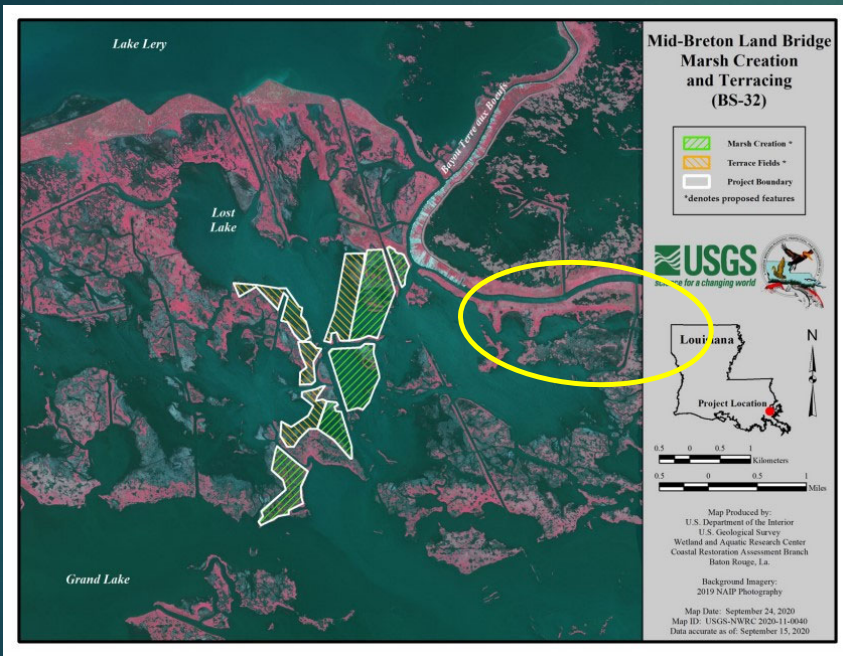 Lake Lery
Bayou Terre aux Boeufs
Lost
Lake
Grand Lake
Mid-Breton Land Bridge
Marsh Creation
and Terracing
(BS-32)
Marsh Creation *
Terrace Fields *
Project Boundary
*denotes proposed features
USGS
science for a changing world
Louisiana
N
Project Location
0.5 0 0.5 1
Kilometers
0.5 0 0.5 1
Miles
Map Produced by:
U.S. Department of the Interior
U.S. Geological Survey
Wetland and Aquatic Research Center
Coastal Restoration Assessment Branch
Baton Rouge, La.
Background Imagery:
2019 NAIP Photography
Map Date: September 24, 2020
Map ID: USGS-NWRC 2020-11-0040
Data accurate as of: September 15, 2020